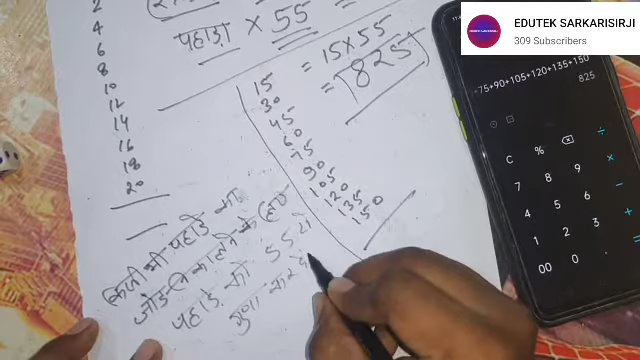 EDUTEK SARKARISIRJI
309 Subscribers
2
4
6
8
10
12
14
16
18
20
पहाड़ा × 55
= 15×55
= 825
15
30
45
60
75
90
105
120
135
150
किसी भी पहाड़े का
जोड़ निकालने के लिए
पहाड़े को 55 से
गुणा कर दे
+75+90+105+120+135+150
825
C % ÷
7 8 9 ×
4 5 6 −
1 2 3 +
00 0 . =